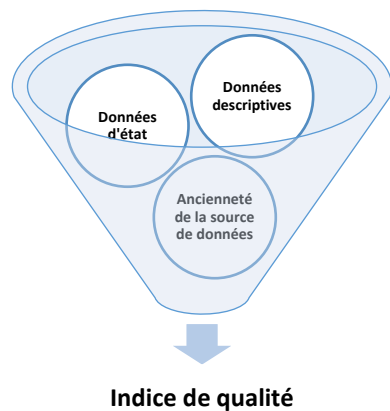 Données
descriptives
Données
d'état
Ancienneté
de la source
de données
Indice de qualité